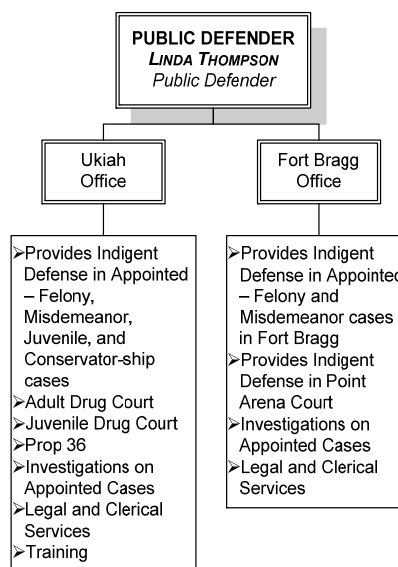 PUBLIC DEFENDER
LINDA THOMPSON
Public Defender
Ukiah
Office
Fort Bragg
Office
➢Provides Indigent
Defense in Appointed
– Felony,
Misdemeanor,
Juvenile, and
Conservator-ship
cases
➢Adult Drug Court
➢Juvenile Drug Court
➢Prop 36
➢Investigations on
Appointed Cases
➢Legal and Clerical
Services
➢Training
➢Provides Indigent
Defense in Appointed
– Felony and
Misdemeanor cases
in Fort Bragg
➢Provides Indigent
Defense in Point
Arena Court
➢Investigations on
Appointed Cases
➢Legal and Clerical
Services